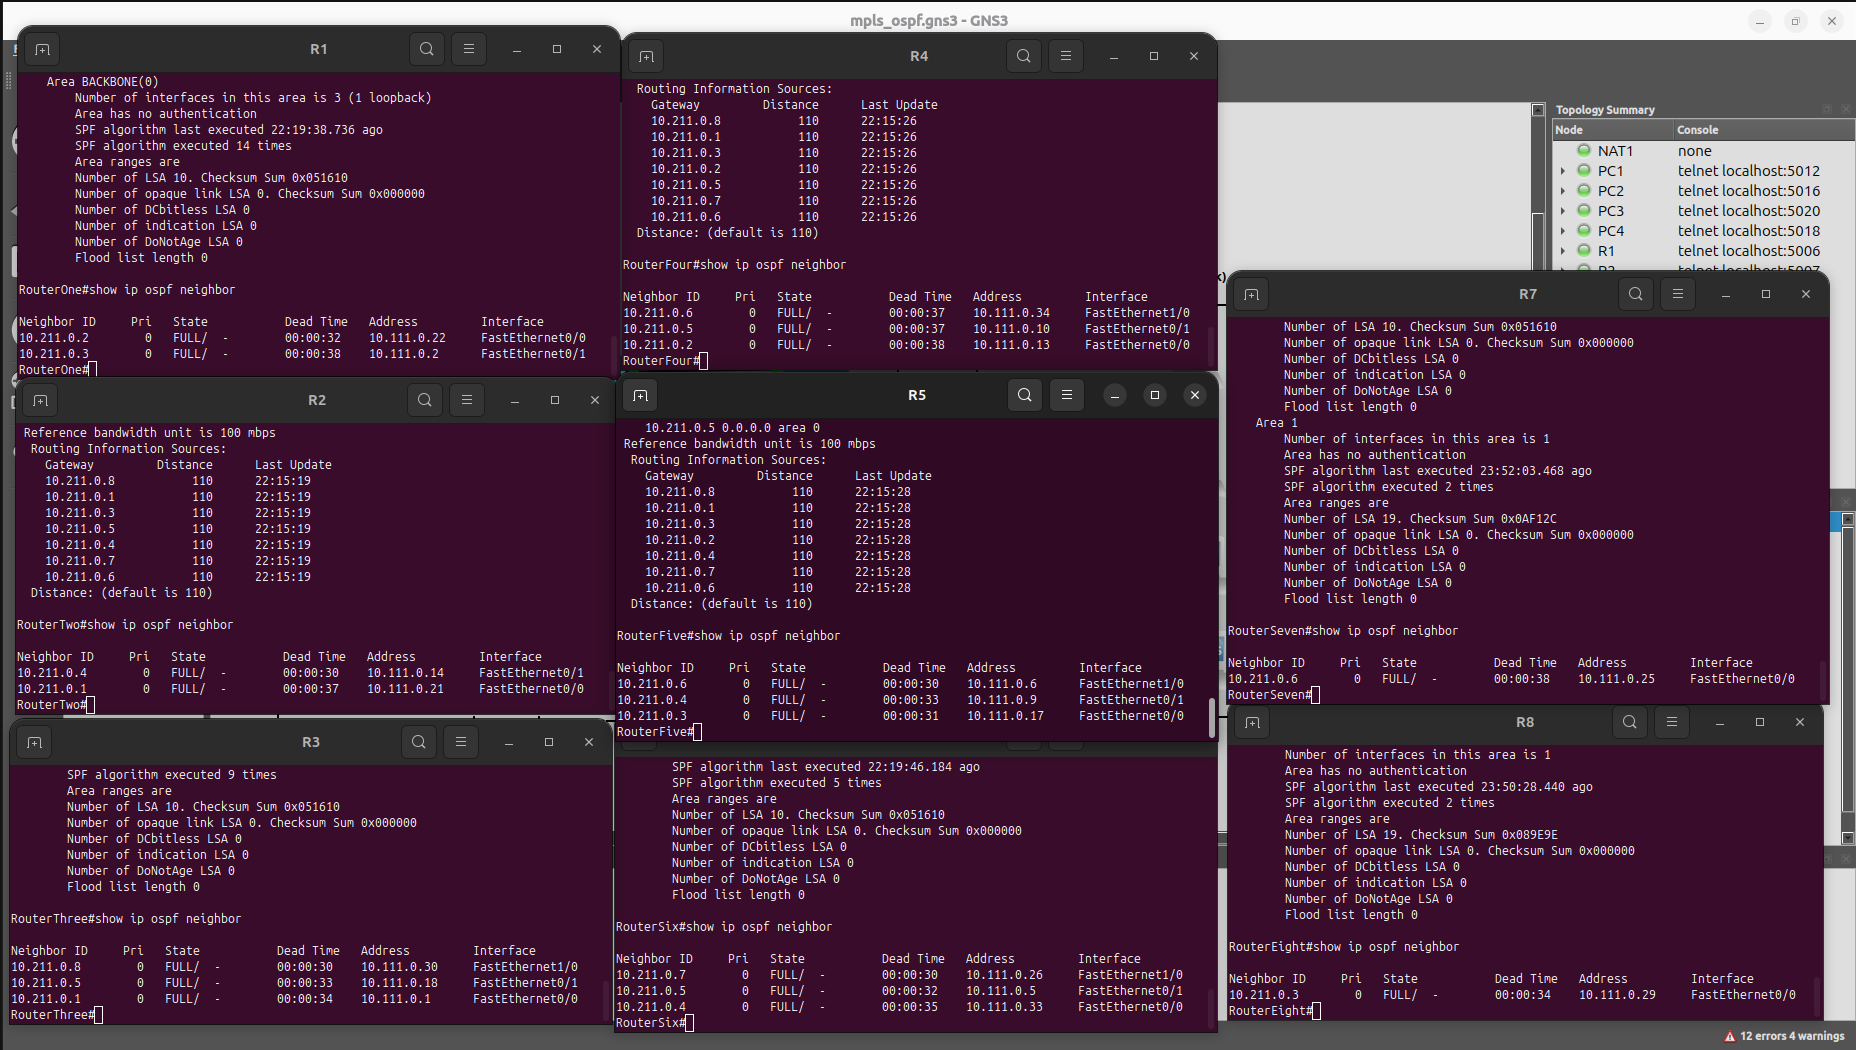 mpls_ospf.gns3 - GNS3
R1
Area BACKBONE(0)
Number of interfaces in this area is 3 (1 loopback)
Area has no authentication
SPF algorithm last executed 22:19:38.736 ago
SPF algorithm executed 14 times
Area ranges are
Number of LSA 10. Checksum Sum 0x051610
Number of opaque link LSA 0. Checksum Sum 0x000000
Number of DCbitless LSA 0
Number of indication LSA 0
Number of DoNotAge LSA 0
Flood list length 0
RouterOne#show ip ospf neighbor
Neighbor ID Pri State Dead Time Address Interface
10.211.0.2 0 FULL/ - 00:00:32 10.111.0.22 FastEthernet0/0
10.211.0.3 0 FULL/ - 00:00:38 10.111.0.2 FastEthernet0/1
RouterOne#
R4
Routing Information Sources:
Gateway Distance Last Update
10.211.0.8 110 22:15:26
10.211.0.1 110 22:15:26
10.211.0.3 110 22:15:26
10.211.0.2 110 22:15:26
10.211.0.5 110 22:15:26
10.211.0.7 110 22:15:26
10.211.0.6 110 22:15:26
Distance: (default is 110)
RouterFour#show ip ospf neighbor
Neighbor ID Pri State Dead Time Address Interface
10.211.0.6 0 FULL/ - 00:00:37 10.111.0.34 FastEthernet1/0
10.211.0.5 0 FULL/ - 00:00:37 10.111.0.10 FastEthernet0/1
10.211.0.2 0 FULL/ - 00:00:38 10.111.0.13 FastEthernet0/0
RouterFour#
Topology Summary
Node Console
NAT1 none
PC1 telnet localhost:5012
PC2 telnet localhost:5016
PC3 telnet localhost:5020
PC4 telnet localhost:5018
R1 telnet localhost:5006
R2
Reference bandwidth unit is 100 mbps
Routing Information Sources:
Gateway Distance Last Update
10.211.0.8 110 22:15:19
10.211.0.1 110 22:15:19
10.211.0.3 110 22:15:19
10.211.0.5 110 22:15:19
10.211.0.4 110 22:15:19
10.211.0.7 110 22:15:19
10.211.0.6 110 22:15:19
Distance: (default is 110)
RouterTwo#show ip ospf neighbor
Neighbor ID Pri State Dead Time Address Interface
10.211.0.4 0 FULL/ - 00:00:30 10.111.0.14 FastEthernet0/1
10.211.0.1 0 FULL/ - 00:00:37 10.111.0.21 FastEthernet0/0
RouterTwo#
R5
10.211.0.5 0.0.0.0 area 0
Reference bandwidth unit is 100 mbps
Routing Information Sources:
Gateway Distance Last Update
10.211.0.8 110 22:15:28
10.211.0.1 110 22:15:28
10.211.0.3 110 22:15:28
10.211.0.2 110 22:15:28
10.211.0.4 110 22:15:28
10.211.0.7 110 22:15:28
10.211.0.6 110 22:15:28
Distance: (default is 110)
RouterFive#show ip ospf neighbor
Neighbor ID Pri State Dead Time Address Interface
10.211.0.6 0 FULL/ - 00:00:30 10.111.0.6 FastEthernet1/0
10.211.0.4 0 FULL/ - 00:00:33 10.111.0.9 FastEthernet0/1
10.211.0.3 0 FULL/ - 00:00:31 10.111.0.17 FastEthernet0/0
RouterFive#
R7
Number of LSA 10. Checksum Sum 0x051610
Number of opaque link LSA 0. Checksum Sum 0x000000
Number of DCbitless LSA 0
Number of indication LSA 0
Number of DoNotAge LSA 0
Flood list length 0
Area 1
Number of interfaces in this area is 1
Area has no authentication
SPF algorithm last executed 23:52:03.468 ago
SPF algorithm executed 2 times
Area ranges are
Number of LSA 19. Checksum Sum 0x0AF12C
Number of opaque link LSA 0. Checksum Sum 0x000000
Number of DCbitless LSA 0
Number of indication LSA 0
Number of DoNotAge LSA 0
Flood list length 0
RouterSeven#show ip ospf neighbor
Neighbor ID Pri State Dead Time Address Interface
10.211.0.6 0 FULL/ - 00:00:38 10.111.0.25 FastEthernet0/0
RouterSeven#
R3
SPF algorithm executed 9 times
Area ranges are
Number of LSA 10. Checksum Sum 0x051610
Number of opaque link LSA 0. Checksum Sum 0x000000
Number of DCbitless LSA 0
Number of indication LSA 0
Number of DoNotAge LSA 0
Flood list length 0
RouterThree#show ip ospf neighbor
Neighbor ID Pri State Dead Time Address Interface
10.211.0.8 0 FULL/ - 00:00:30 10.111.0.30 FastEthernet1/0
10.211.0.5 0 FULL/ - 00:00:33 10.111.0.18 FastEthernet0/1
10.211.0.1 0 FULL/ - 00:00:34 10.111.0.1 FastEthernet0/0
RouterThree#
SPF algorithm last executed 22:19:46.184 ago
SPF algorithm executed 5 times
Area ranges are
Number of LSA 10. Checksum Sum 0x051610
Number of opaque link LSA 0. Checksum Sum 0x000000
Number of DCbitless LSA 0
Number of indication LSA 0
Number of DoNotAge LSA 0
Flood list length 0
RouterSix#show ip ospf neighbor
Neighbor ID Pri State Dead Time Address Interface
10.211.0.7 0 FULL/ - 00:00:30 10.111.0.26 FastEthernet1/0
10.211.0.5 0 FULL/ - 00:00:32 10.111.0.5 FastEthernet0/1
10.211.0.4 0 FULL/ - 00:00:35 10.111.0.33 FastEthernet0/0
RouterSix#
R8
Number of interfaces in this area is 1
Area has no authentication
SPF algorithm last executed 23:50:28.440 ago
SPF algorithm executed 2 times
Area ranges are
Number of LSA 19. Checksum Sum 0x089E9E
Number of opaque link LSA 0. Checksum Sum 0x000000
Number of DCbitless LSA 0
Number of indication LSA 0
Number of DoNotAge LSA 0
Flood list length 0
RouterEight#show ip ospf neighbor
Neighbor ID Pri State Dead Time Address Interface
10.211.0.3 0 FULL/ - 00:00:34 10.111.0.29 FastEthernet0/0
RouterEight#
12 errors 4 warnings